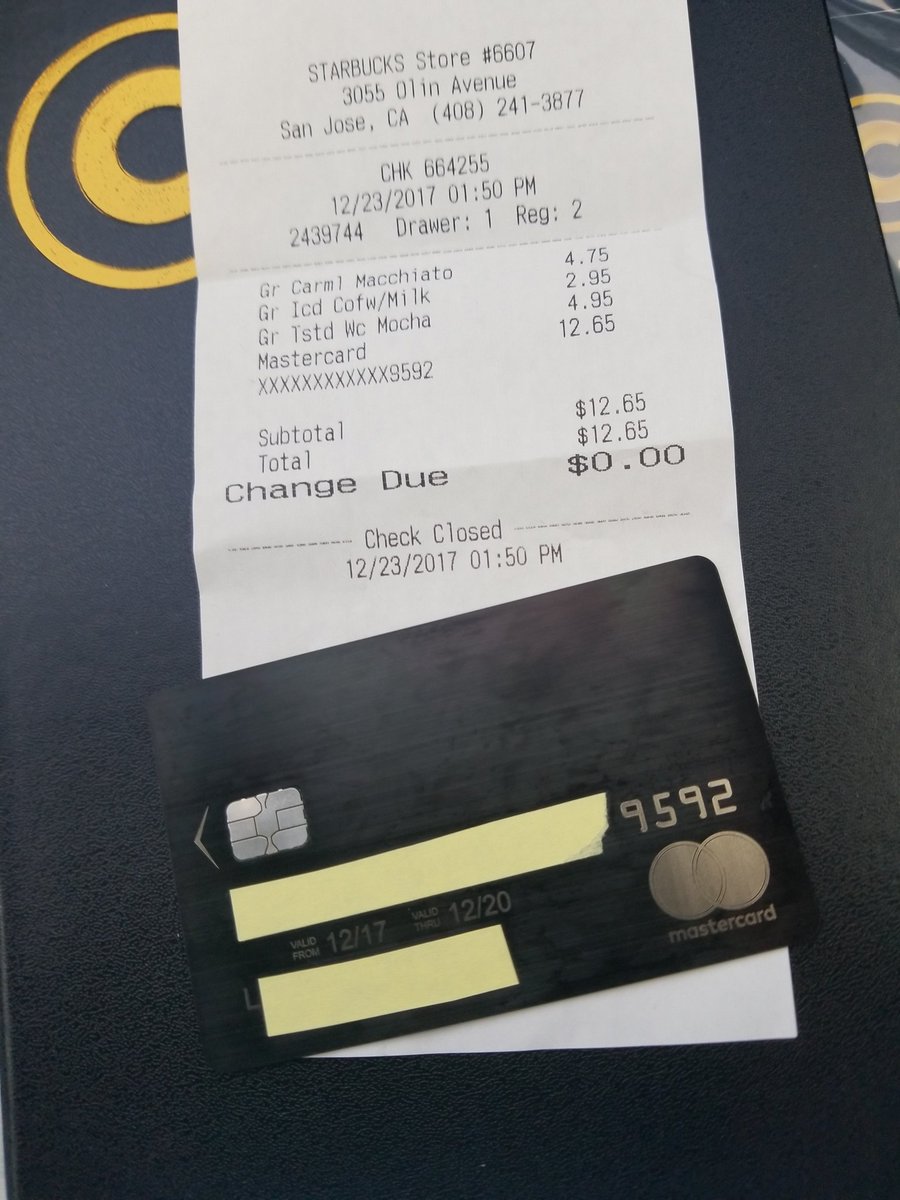 STARBUCKS Store #6607
3055 Olin Avenue
San Jose, CA (408) 241-3877
CHK 664255
12/23/2017 01:50 PM
2439744 Drawer: 1 Reg: 2
Gr Carml Macchiato 4.75
Gr Icd Cofw/Milk 2.95
Gr Tstd Wc Mocha 4.95
Mastercard 12.65
XXXXXXXXXXXX9592
Subtotal $12.65
Total $12.65
Change Due $0.00
Check Closed
12/23/2017 01:50 PM
9592
VALID FROM 12/17 VALID THRU 12/20
mastercard
L